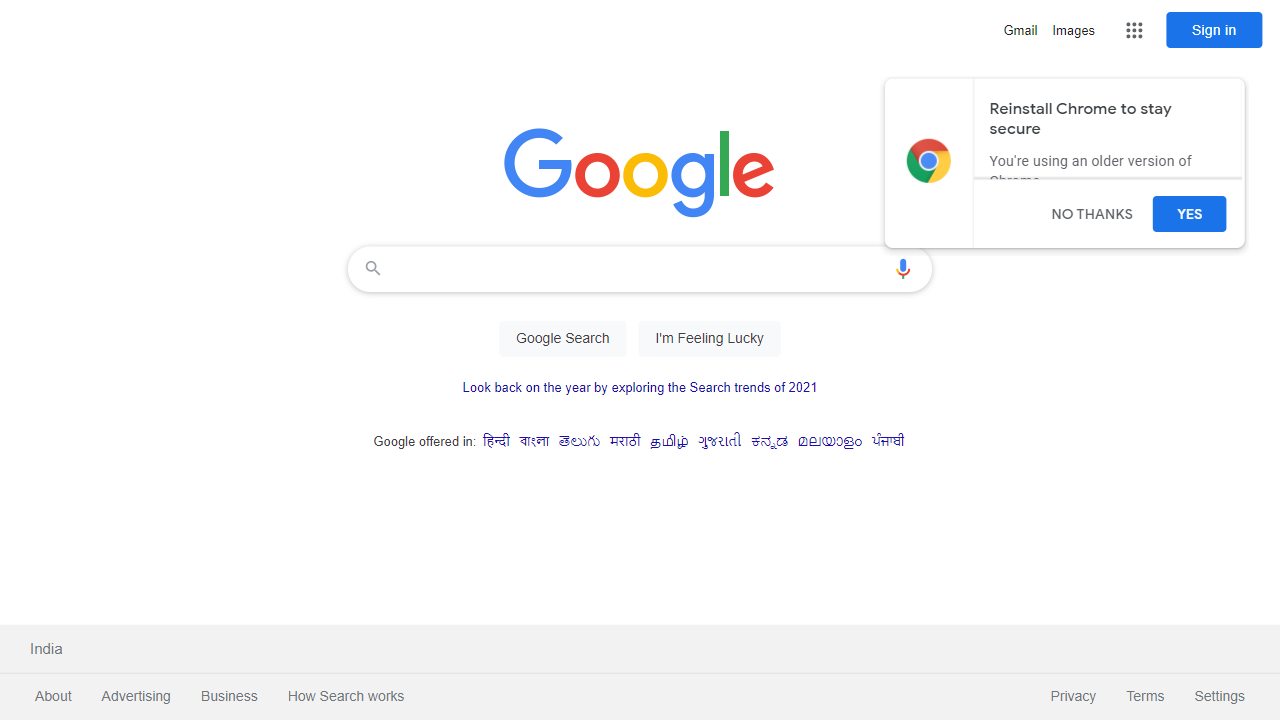 Gmail Images Sign in
Reinstall Chrome to stay
secure
You're using an older version of
Chrome
NO THANKS YES
Google
Google Search I'm Feeling Lucky
Look back on the year by exploring the Search trends of 2021
Google offered in: हिन्दी বাংলা తెలుగు मराठी தமிழ் ગુજરાતી ಕನ್ನಡ മലയാളം ਪੰਜਾਬੀ
India
About Advertising Business How Search works Privacy Terms Settings